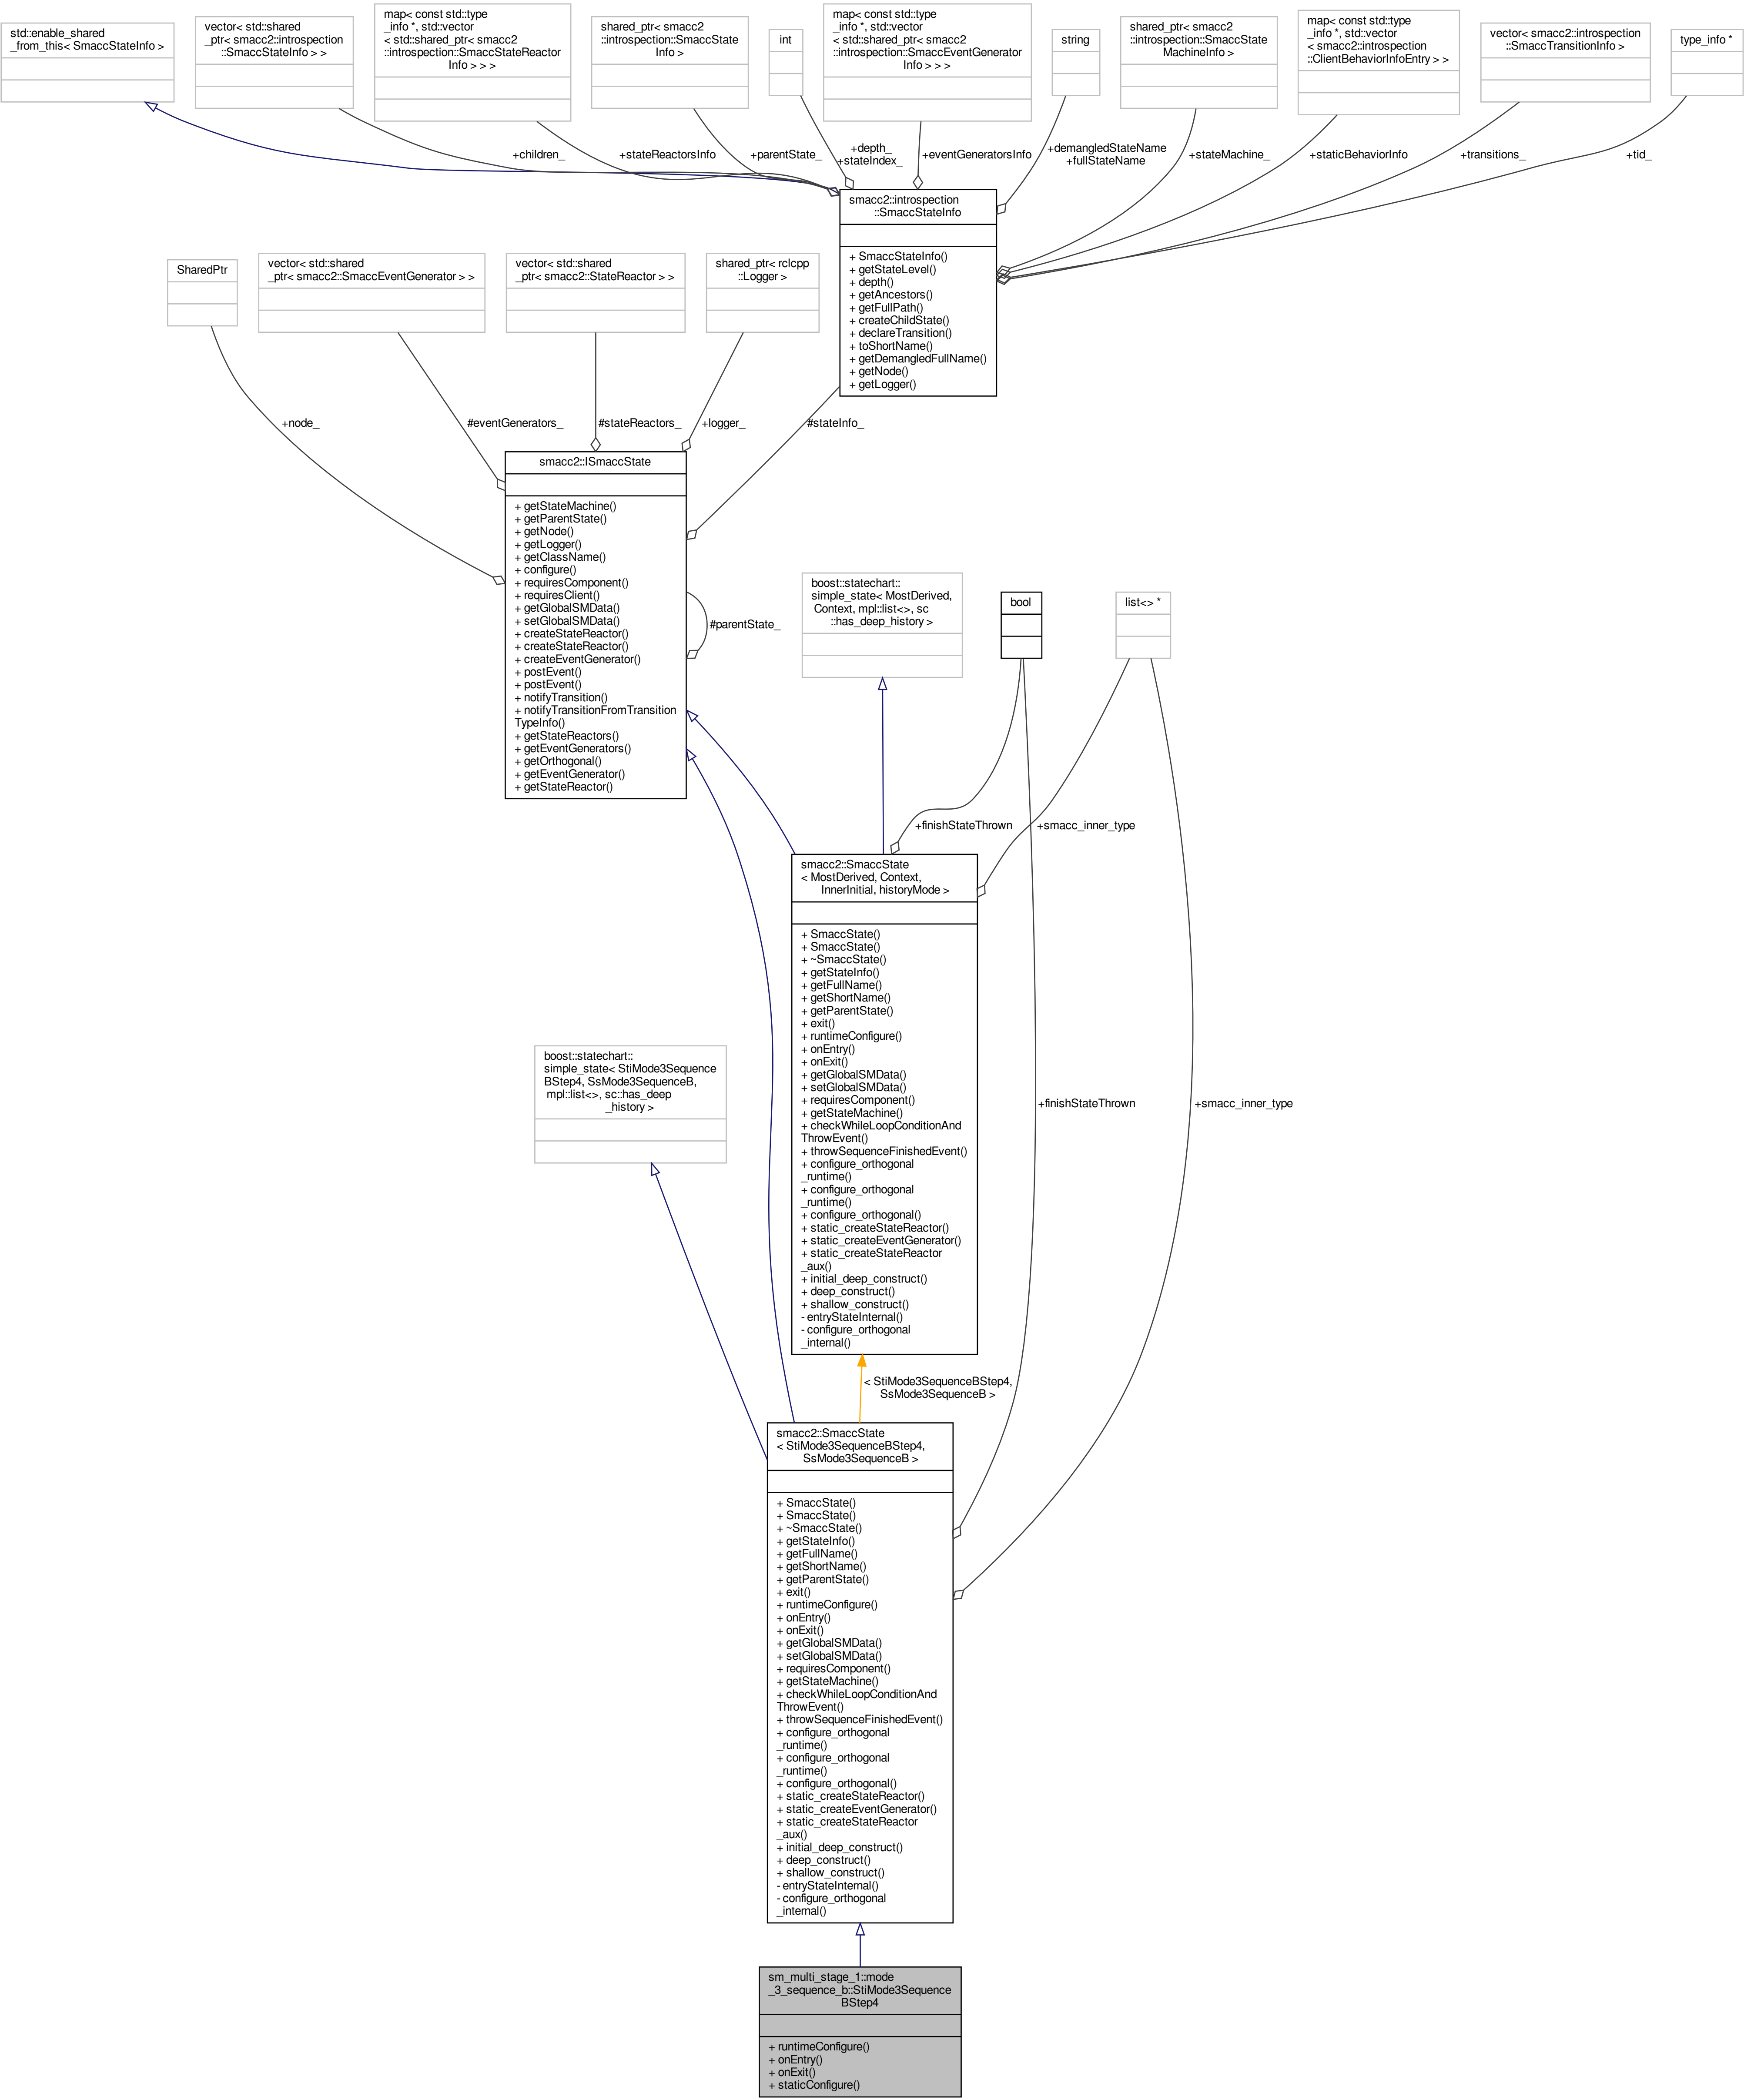 std::enable_shared
_from_this< SmaccStateInfo >
vector< std::shared
_ptr< smacc2::introspection
::SmaccStateInfo > >
map< const std::type
_info *, std::vector
< std::shared_ptr< smacc2
::introspection::SmaccStateReactor
Info > > >
shared_ptr< smacc2
::introspection::SmaccState
Info >
int
map< const std::type
_info *, std::vector
< std::shared_ptr< smacc2
::introspection::SmaccEventGenerator
Info > > >
string
shared_ptr< smacc2
::introspection::SmaccState
MachineInfo >
map< const std::type
_info *, std::vector
< smacc2::introspection
::ClientBehaviorInfoEntry > >
vector< smacc2::introspection
::SmaccTransitionInfo >
type_info *
+children_
+stateReactorsInfo
+parentState_
+depth_
+stateIndex_
+eventGeneratorsInfo
+demangledStateName
+fullStateName
+stateMachine_
+staticBehaviorInfo
+transitions_
+tid_
smacc2::introspection
::SmaccStateInfo
+ SmaccStateInfo()
+ getStateLevel()
+ depth()
+ getAncestors()
+ getFullPath()
+ createChildState()
+ declareTransition()
+ toShortName()
+ getDemangledFullName()
+ getNode()
+ getLogger()
SharedPtr
vector< std::shared
_ptr< smacc2::SmaccEventGenerator > >
vector< std::shared
_ptr< smacc2::StateReactor > >
shared_ptr< rclcpp
::Logger >
+node_
#eventGenerators_
#stateReactors_
+logger_
#stateInfo_
smacc2::ISmaccState
+ getStateMachine()
+ getParentState()
+ getNode()
+ getLogger()
+ getClassName()
+ configure()
+ requiresComponent()
+ requiresClient()
+ getGlobalSMData()
+ setGlobalSMData()
+ createStateReactor()
+ createStateReactor()
+ createEventGenerator()
+ postEvent()
+ postEvent()
+ notifyTransition()
+ notifyTransitionFromTransition
TypeInfo()
+ getStateReactors()
+ getEventGenerators()
+ getOrthogonal()
+ getEventGenerator()
+ getStateReactor()
#parentState_
boost::statechart::
simple_state< MostDerived,
Context, mpl::list<>, sc
::has_deep_history >
bool
list<> *
+finishStateThrown
+smacc_inner_type
smacc2::SmaccState
< MostDerived, Context,
InnerInitial, historyMode >
+ SmaccState()
+ SmaccState()
+ ~SmaccState()
+ getStateInfo()
+ getFullName()
+ getShortName()
+ getParentState()
+ exit()
+ runtimeConfigure()
+ onEntry()
+ onExit()
+ getGlobalSMData()
+ setGlobalSMData()
+ requiresComponent()
+ getStateMachine()
+ checkWhileLoopConditionAnd
ThrowEvent()
+ throwSequenceFinishedEvent()
+ configure_orthogonal
_runtime()
+ configure_orthogonal
_runtime()
+ configure_orthogonal()
+ static_createStateReactor()
+ static_createEventGenerator()
+ static_createStateReactor
_aux()
+ initial_deep_construct()
+ deep_construct()
+ shallow_construct()
- entryStateInternal()
- configure_orthogonal
_internal()
boost::statechart::
simple_state< StiMode3Sequence
BStep4, SsMode3SequenceB,
mpl::list<>, sc::has_deep
_history >
+finishStateThrown
+smacc_inner_type
< StiMode3SequenceBStep4,
SsMode3SequenceB >
smacc2::SmaccState
< StiMode3SequenceBStep4,
SsMode3SequenceB >
+ SmaccState()
+ SmaccState()
+ ~SmaccState()
+ getStateInfo()
+ getFullName()
+ getShortName()
+ getParentState()
+ exit()
+ runtimeConfigure()
+ onEntry()
+ onExit()
+ getGlobalSMData()
+ setGlobalSMData()
+ requiresComponent()
+ getStateMachine()
+ checkWhileLoopConditionAnd
ThrowEvent()
+ throwSequenceFinishedEvent()
+ configure_orthogonal
_runtime()
+ configure_orthogonal
_runtime()
+ configure_orthogonal()
+ static_createStateReactor()
+ static_createEventGenerator()
+ static_createStateReactor
_aux()
+ initial_deep_construct()
+ deep_construct()
+ shallow_construct()
- entryStateInternal()
- configure_orthogonal
_internal()
sm_multi_stage_1::mode
_3_sequence_b::StiMode3Sequence
BStep4
+ runtimeConfigure()
+ onEntry()
+ onExit()
+ staticConfigure()